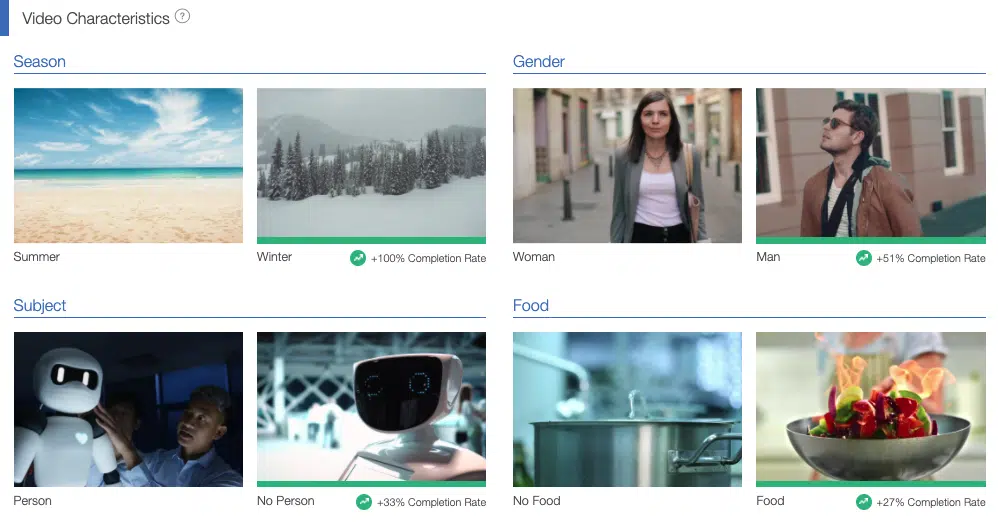 Video Characteristics ?
Season
Gender
Summer
Winter
+100% Completion Rate
Woman
Man
+51% Completion Rate
Subject
Food
Person
No Person
+33% Completion Rate
No Food
Food
+27% Completion Rate